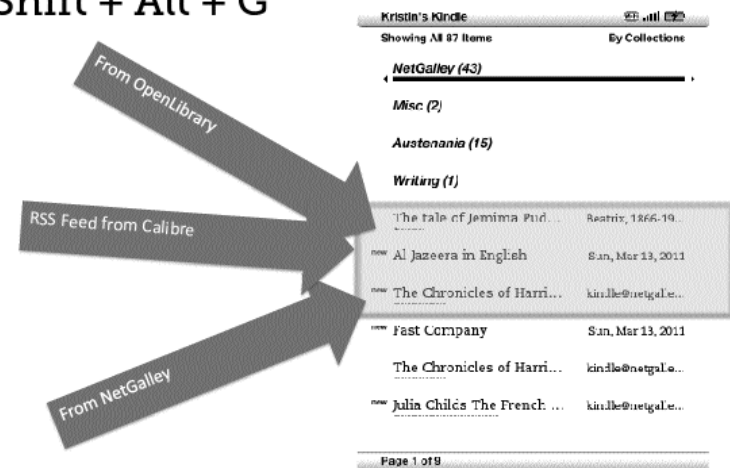 Shift + Alt + G
From OpenLibrary
RSS Feed from Calibre
From NetGalley
Kristin's Kindle
Showing All 87 Items By Collections
NetGalley (43)
Misc (2)
Austenania (15)
Writing (1)
The tale of Jemima Pud... Beatrix, 1866-19...
new Al Jazeera in English Sun, Mar 13, 2011
new The Chronicles of Harri... kindle@netgalle...
new Fast Company Sun, Mar 13, 2011
The Chronicles of Harri... kindle@netgalle...
new Julia Childs The French ... kindle@netgalle...
Page 1 of 9